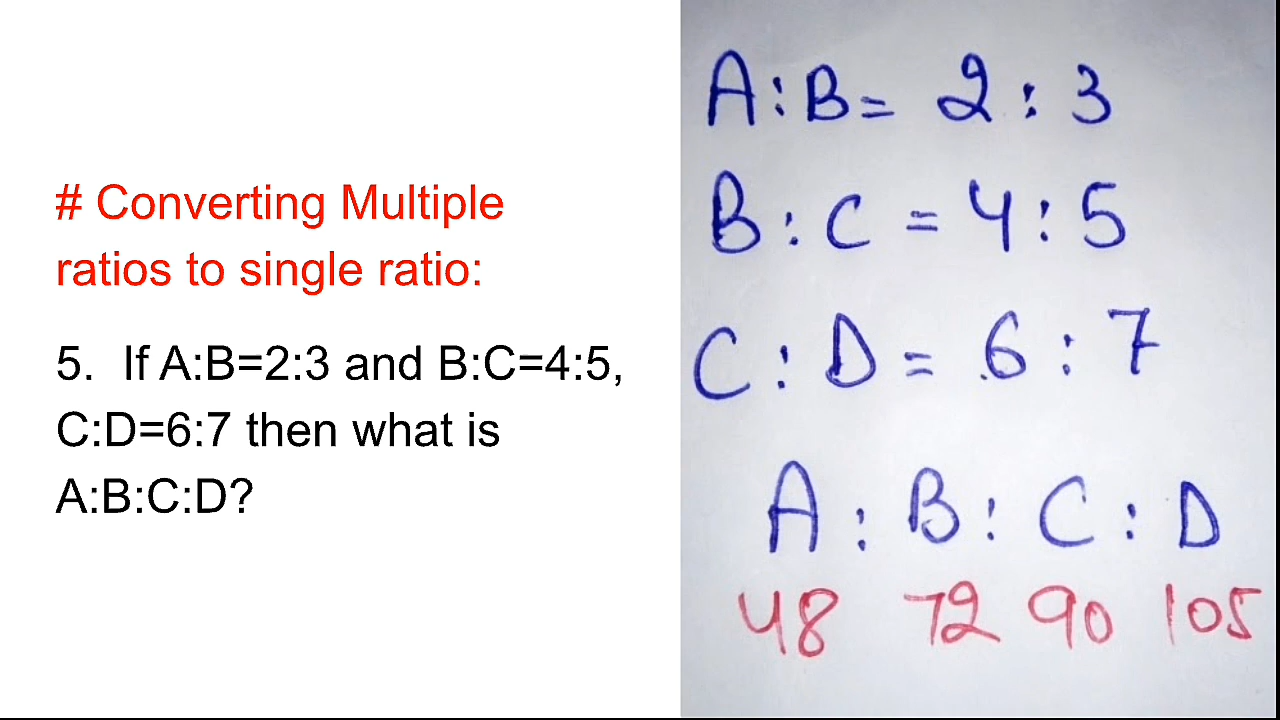 # Converting Multiple
ratios to single ratio:
5. If A:B=2:3 and B:C=4:5,
C:D=6:7 then what is
A:B:C:D?
A:B= 2:3
B:C = 4:5
C:D= 6:7
A:B:C:D
48 72 90 105